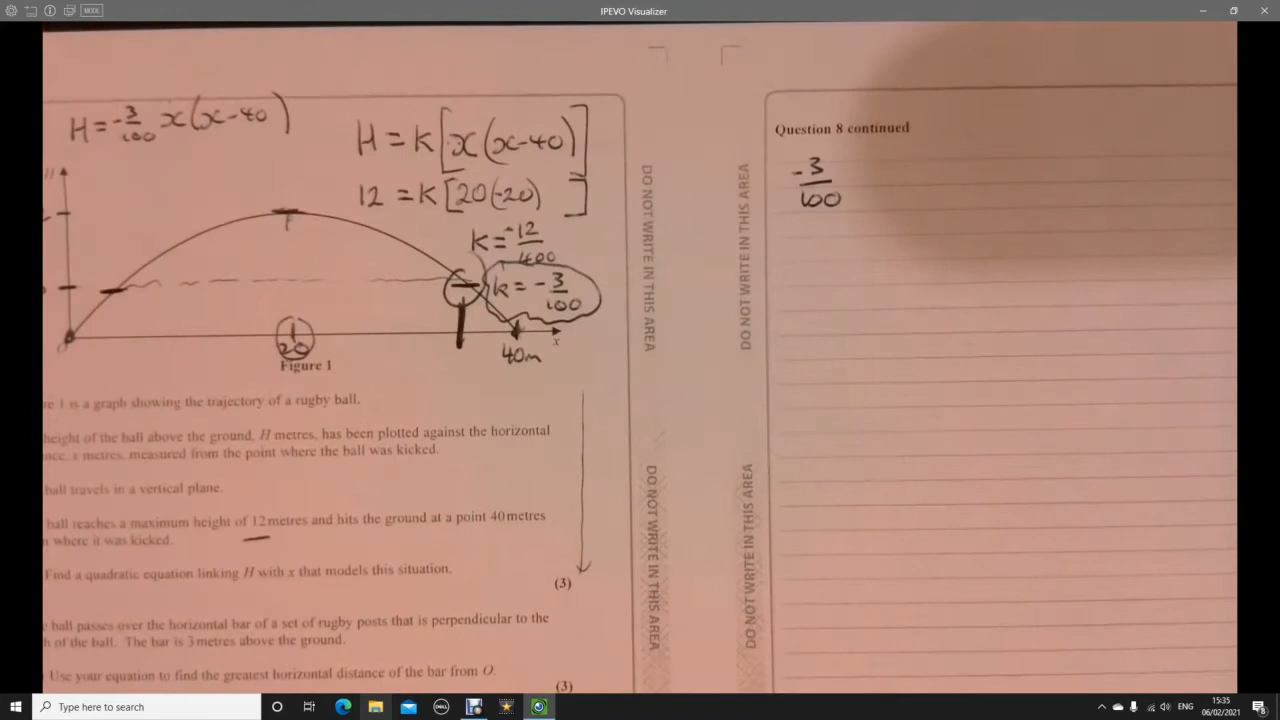 IPEVO Visualizer
MODE
H = -3/100 x(x-40)
H = K[x(x-40)]
12 = K[20(-20)]
k = -12/400
k = -3/100
H
20
40m
x
Figure 1
re 1 is a graph showing the trajectory of a rugby ball.
height of the ball above the ground, H metres, has been plotted against the horizontal
nce, x metres, measured from the point where the ball was kicked.
ball travels in a vertical plane.
ball reaches a maximum height of 12 metres and hits the ground at a point 40 metres
where it was kicked.
Find a quadratic equation linking H with x that models this situation.
(3)
ball passes over the horizontal bar of a set of rugby posts that is perpendicular to the
h of the ball. The bar is 3 metres above the ground.
Use your equation to find the greatest horizontal distance of the bar from O.
(3)
DO NOT WRITE IN THIS AREA
DO NOT WRITE IN THIS AREA
DO NOT WRITE IN THIS AREA
DO NOT WRITE IN THIS AREA
Question 8 continued
-3/100
Type here to search
DELL
ENG
15:35
06/02/2021